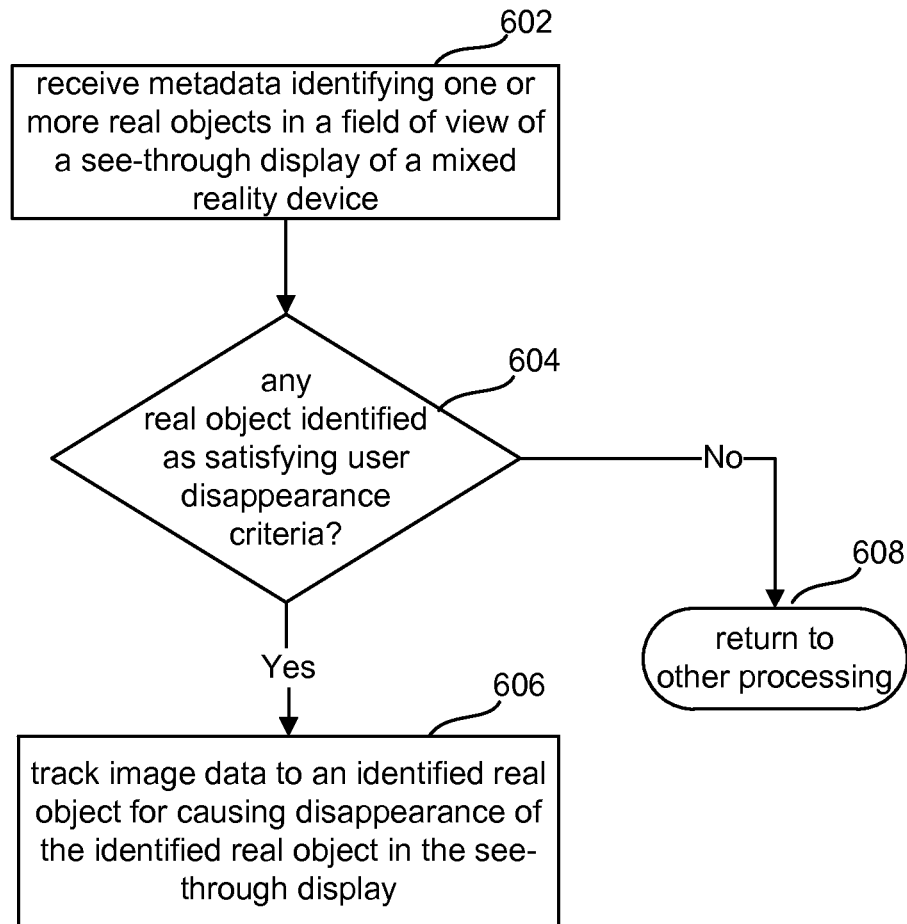 602
receive metadata identifying one or
more real objects in a field of view of
a see-through display of a mixed
reality device
604
any
real object identified
as satisfying user
disappearance
criteria?
No
608
return to
other processing
Yes
606
track image data to an identified real
object for causing disappearance of
the identified real object in the see-
through display